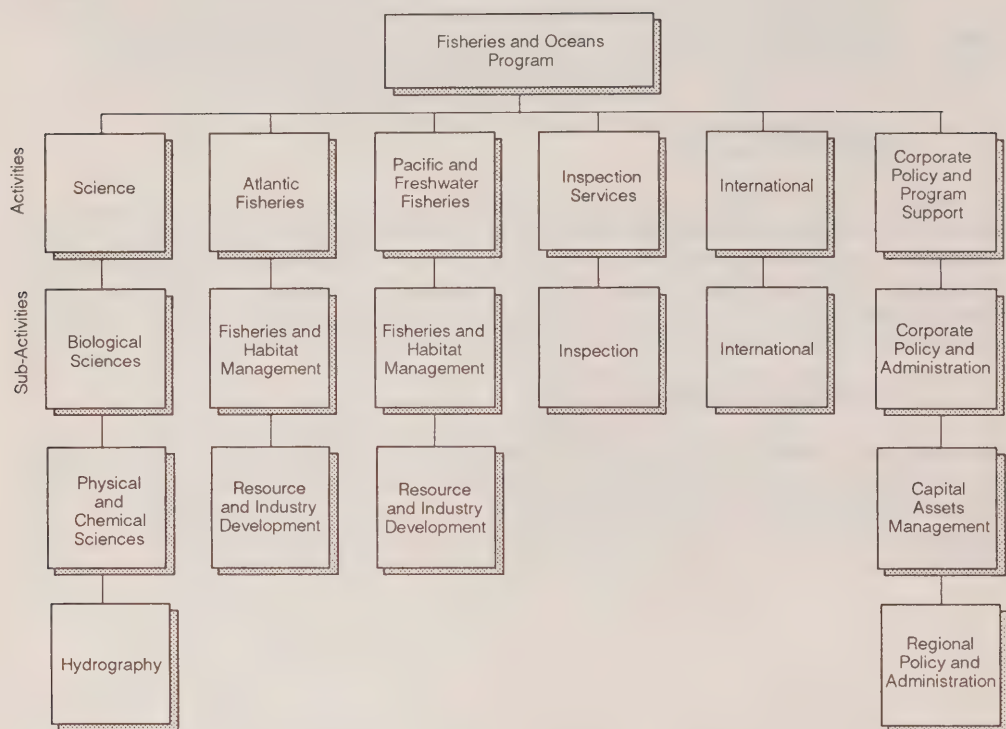 Fisheries and Oceans
Program
Activities
Science
Atlantic
Fisheries
Pacific and
Freshwater
Fisheries
Inspection
Services
International
Corporate
Policy and
Program
Support
Sub-Activities
Biological
Sciences
Fisheries and
Habitat
Management
Fisheries and
Habitat
Management
Inspection
International
Corporate
Policy and
Administration
Physical
and
Chemical
Sciences
Resource
and Industry
Development
Resource
and Industry
Development
Capital
Assets
Management
Hydrography
Regional
Policy and
Administration